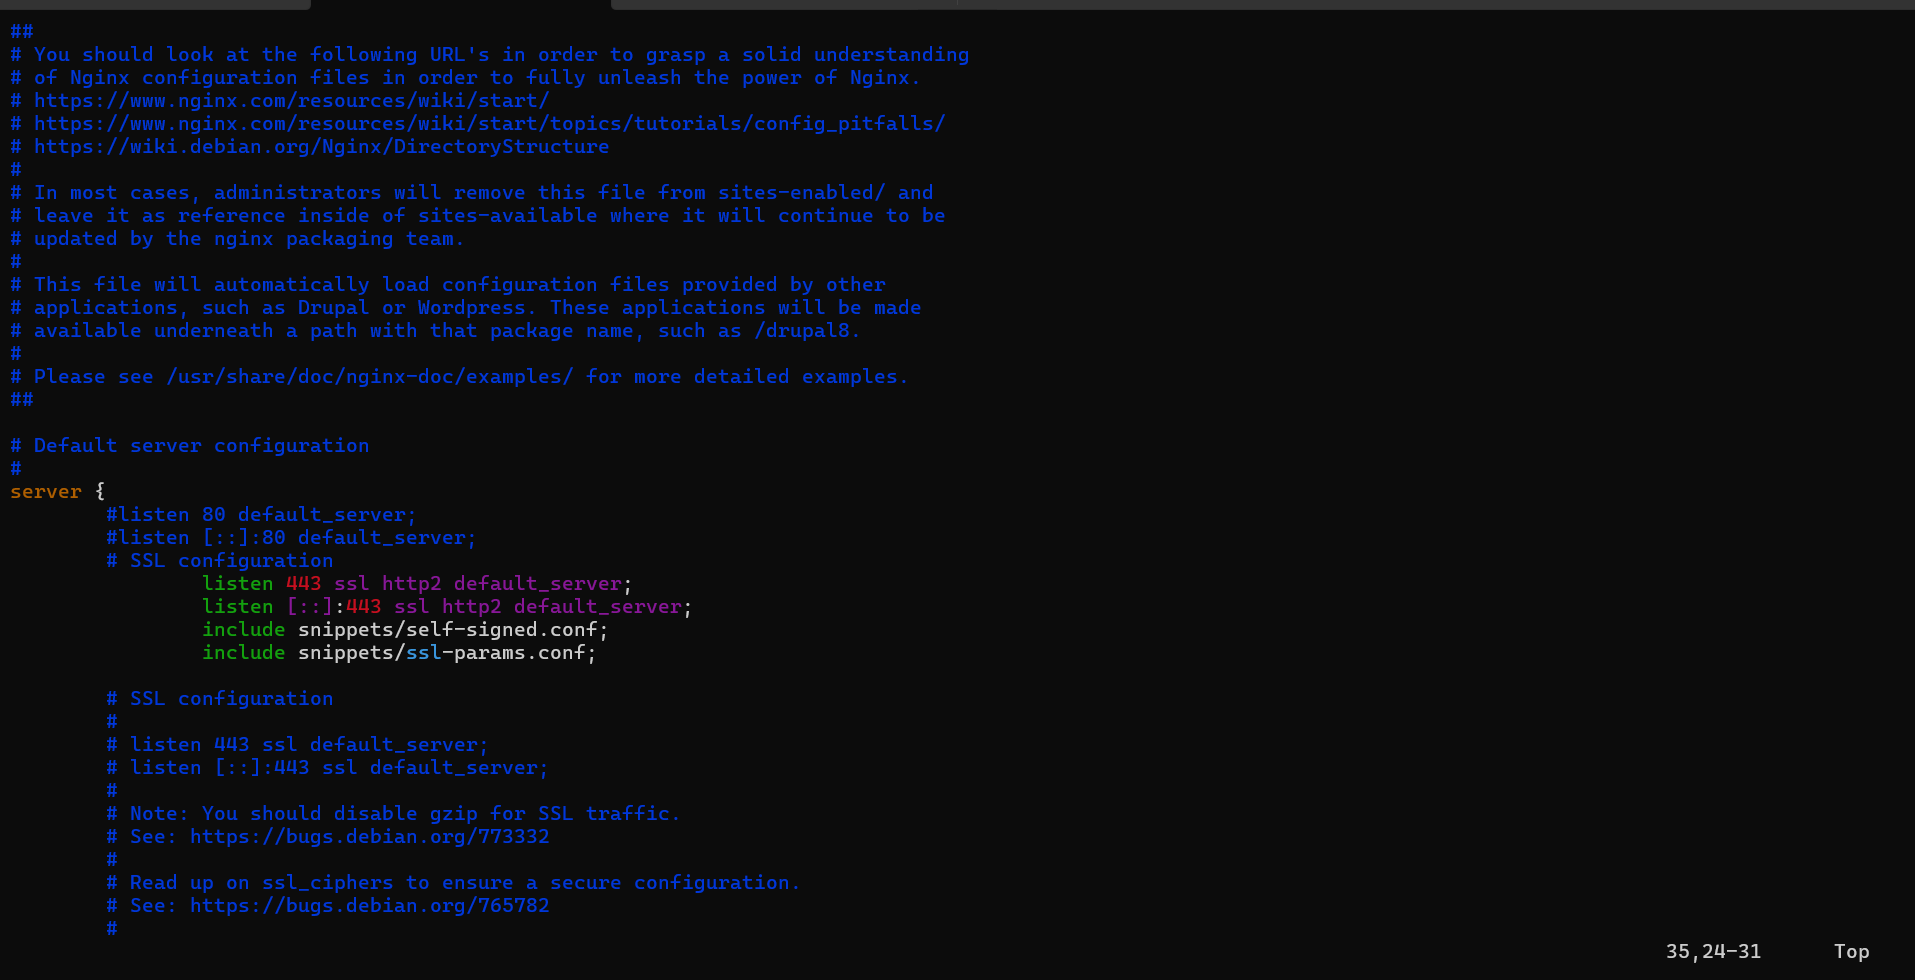 ##
# You should look at the following URL's in order to grasp a solid understanding
# of Nginx configuration files in order to fully unleash the power of Nginx.
# https://www.nginx.com/resources/wiki/start/
# https://www.nginx.com/resources/wiki/start/topics/tutorials/config_pitfalls/
# https://wiki.debian.org/Nginx/DirectoryStructure
#
# In most cases, administrators will remove this file from sites-enabled/ and
# leave it as reference inside of sites-available where it will continue to be
# updated by the nginx packaging team.
#
# This file will automatically load configuration files provided by other
# applications, such as Drupal or Wordpress. These applications will be made
# available underneath a path with that package name, such as /drupal8.
#
# Please see /usr/share/doc/nginx-doc/examples/ for more detailed examples.
##

# Default server configuration
#
server {
        #listen 80 default_server;
        #listen [::]:80 default_server;
        # SSL configuration
                listen 443 ssl http2 default_server;
                listen [::]:443 ssl http2 default_server;
                include snippets/self-signed.conf;
                include snippets/ssl-params.conf;

        # SSL configuration
        #
        # listen 443 ssl default_server;
        # listen [::]:443 ssl default_server;
        #
        # Note: You should disable gzip for SSL traffic.
        # See: https://bugs.debian.org/773332
        #
        # Read up on ssl_ciphers to ensure a secure configuration.
        # See: https://bugs.debian.org/765782
        #
35,24-31 Top